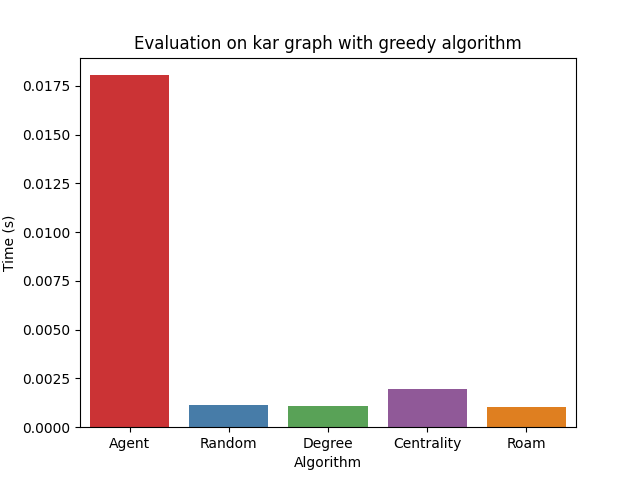 Evaluation on kar graph with greedy algorithm
Time (s)
0.0175
0.0150
0.0125
0.0100
0.0075
0.0050
0.0025
0.0000
Agent Random Degree Centrality Roam
Algorithm